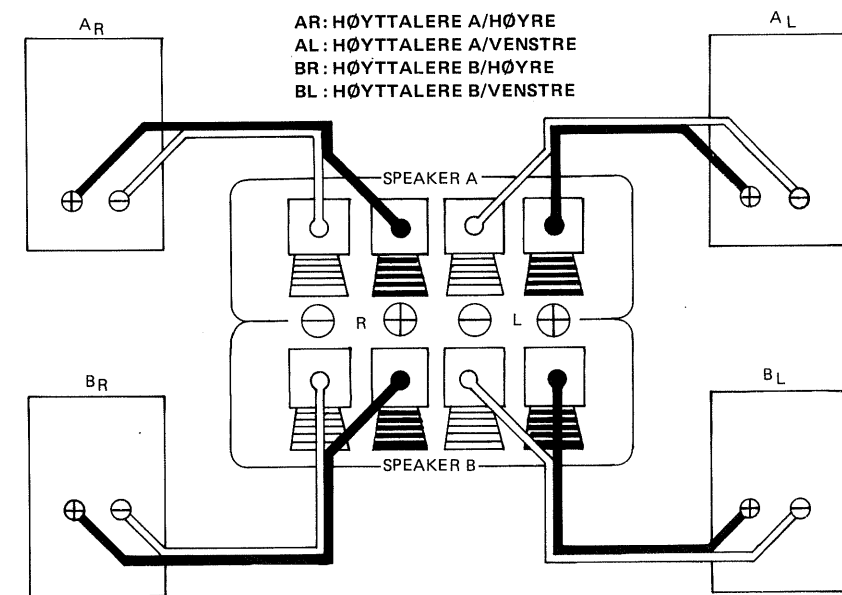 AR: HØYTTALERE A/HØYRE
AL: HØYTTALERE A/VENSTRE
BR: HØYTTALERE B/HØYRE
BL: HØYTTALERE B/VENSTRE
AR
AL
SPEAKER A
R
L
BR
BL
SPEAKER B